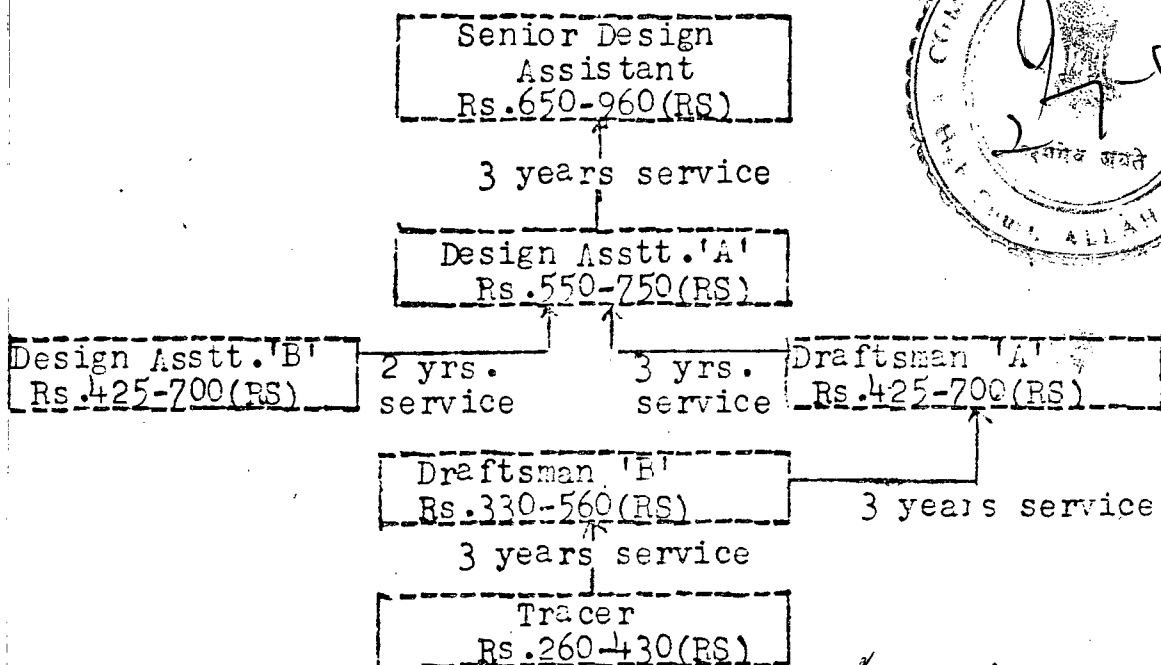 Senior Design
Assistant
Rs.650-960(RS)
3 years service
Design Asstt.'A'
Rs.550-750(RS)
Design Asstt.'B'
Rs.425-700(RS)
2 yrs.
service
3 yrs.
service
Draftsman 'A'
Rs.425-700(RS)
Draftsman 'B'
Rs.330-560(RS)
3 years service
3 years service
Tracer
Rs.260-430(RS)